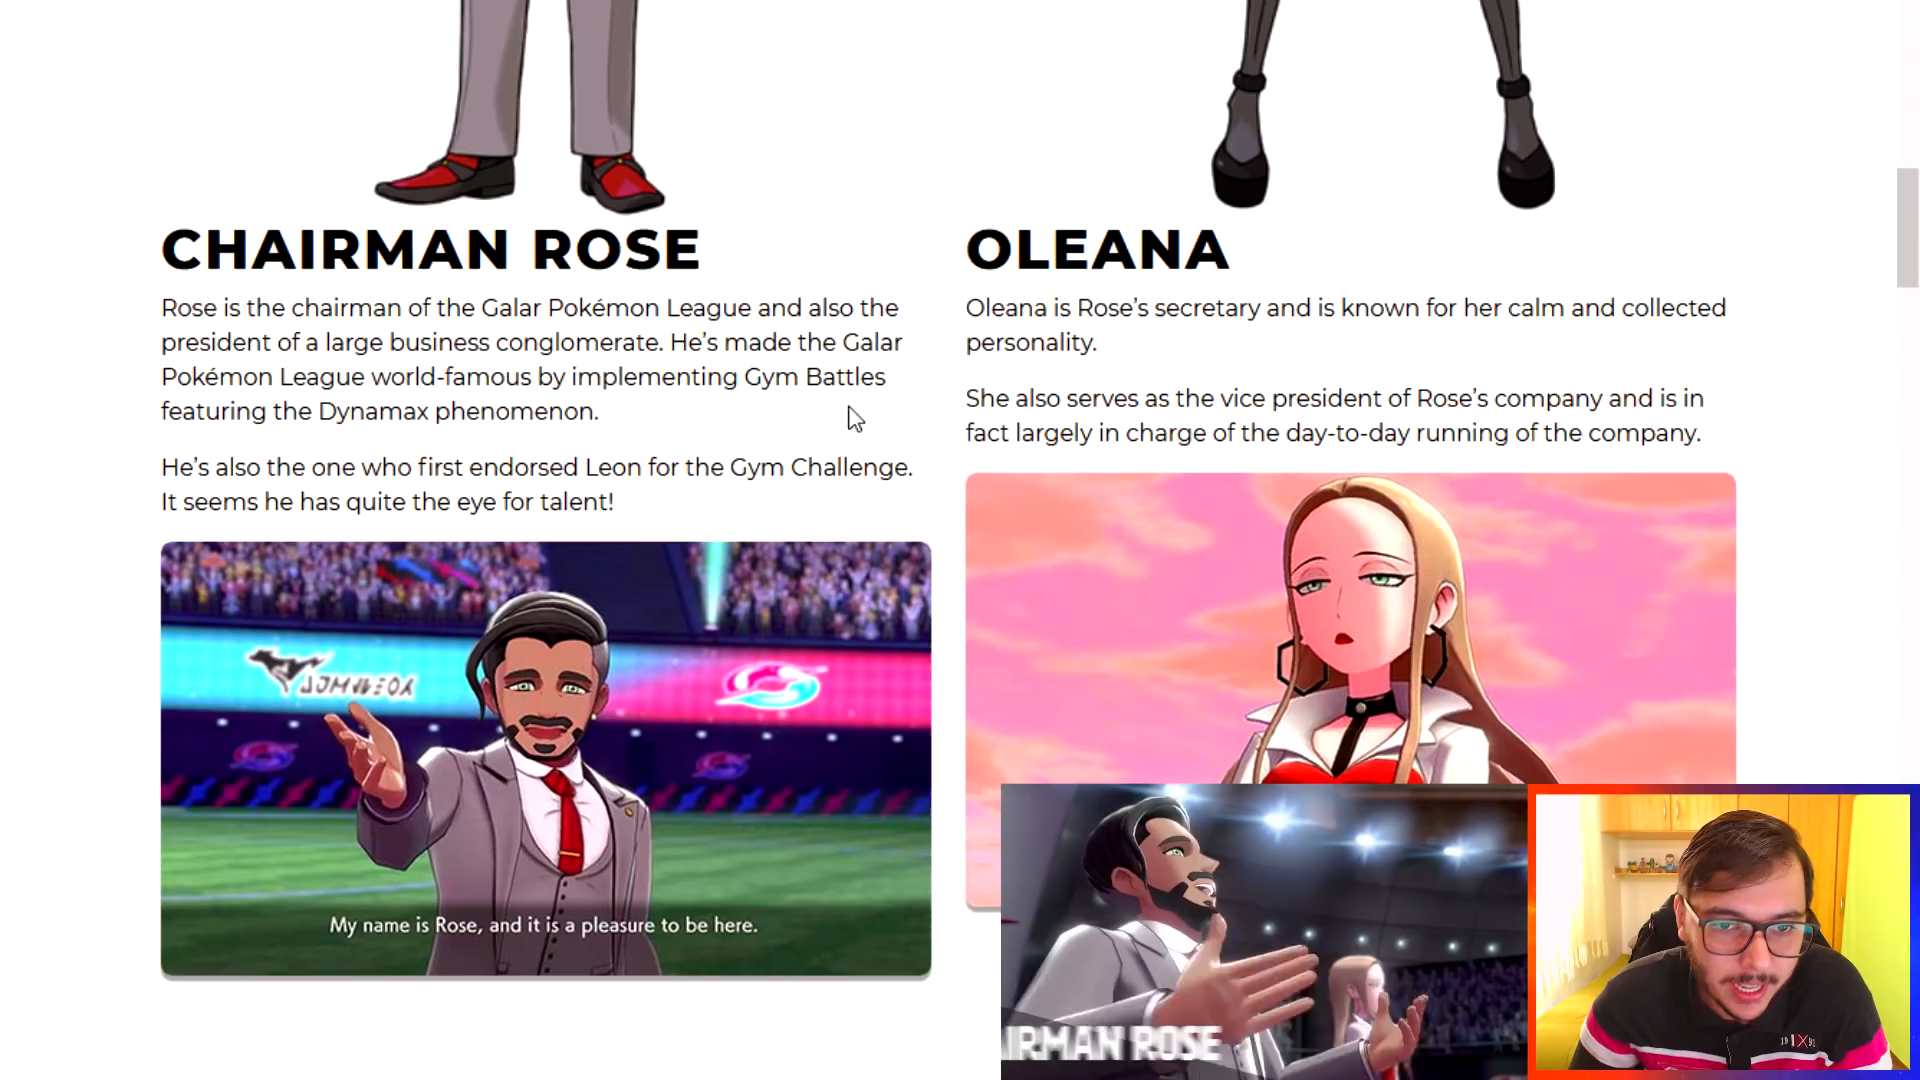 CHAIRMAN ROSE
Rose is the chairman of the Galar Pokémon League and also the
president of a large business conglomerate. He's made the Galar
Pokémon League world-famous by implementing Gym Battles
featuring the Dynamax phenomenon.
He's also the one who first endorsed Leon for the Gym Challenge.
It seems he has quite the eye for talent!
My name is Rose, and it is a pleasure to be here.
OLEANA
Oleana is Rose's secretary and is known for her calm and collected
personality.
She also serves as the vice president of Rose's company and is in
fact largely in charge of the day-to-day running of the company.
IRMAN ROSE